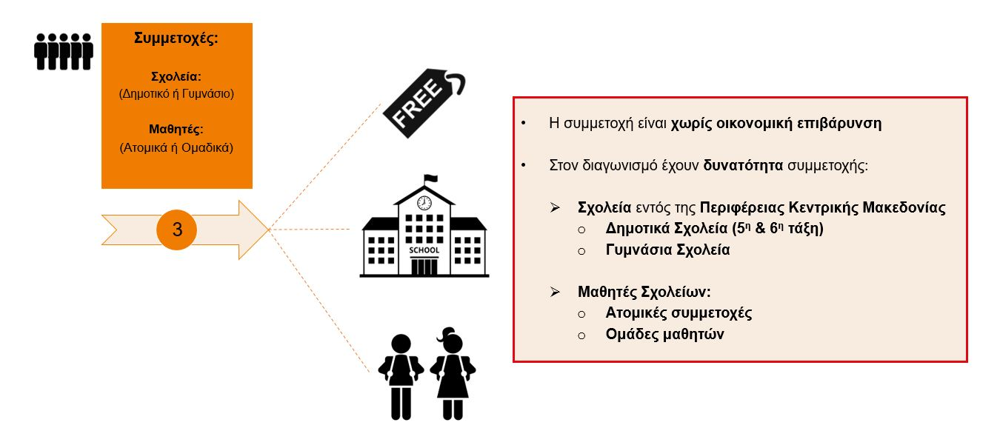 Συμμετοχές:
Σχολεία:
(Δημοτικό ή Γυμνάσιο)
Μαθητές:
(Ατομικά ή Ομαδικά)
3
FREE
SCHOOL
• Η συμμετοχή είναι χωρίς οικονομική επιβάρυνση
• Στον διαγωνισμό έχουν δυνατότητα συμμετοχής:
➢ Σχολεία εντός της Περιφέρειας Κεντρικής Μακεδονίας
o Δημοτικά Σχολεία (5η & 6η τάξη)
o Γυμνάσια Σχολεία
➢ Μαθητές Σχολείων:
o Ατομικές συμμετοχές
o Ομάδες μαθητών